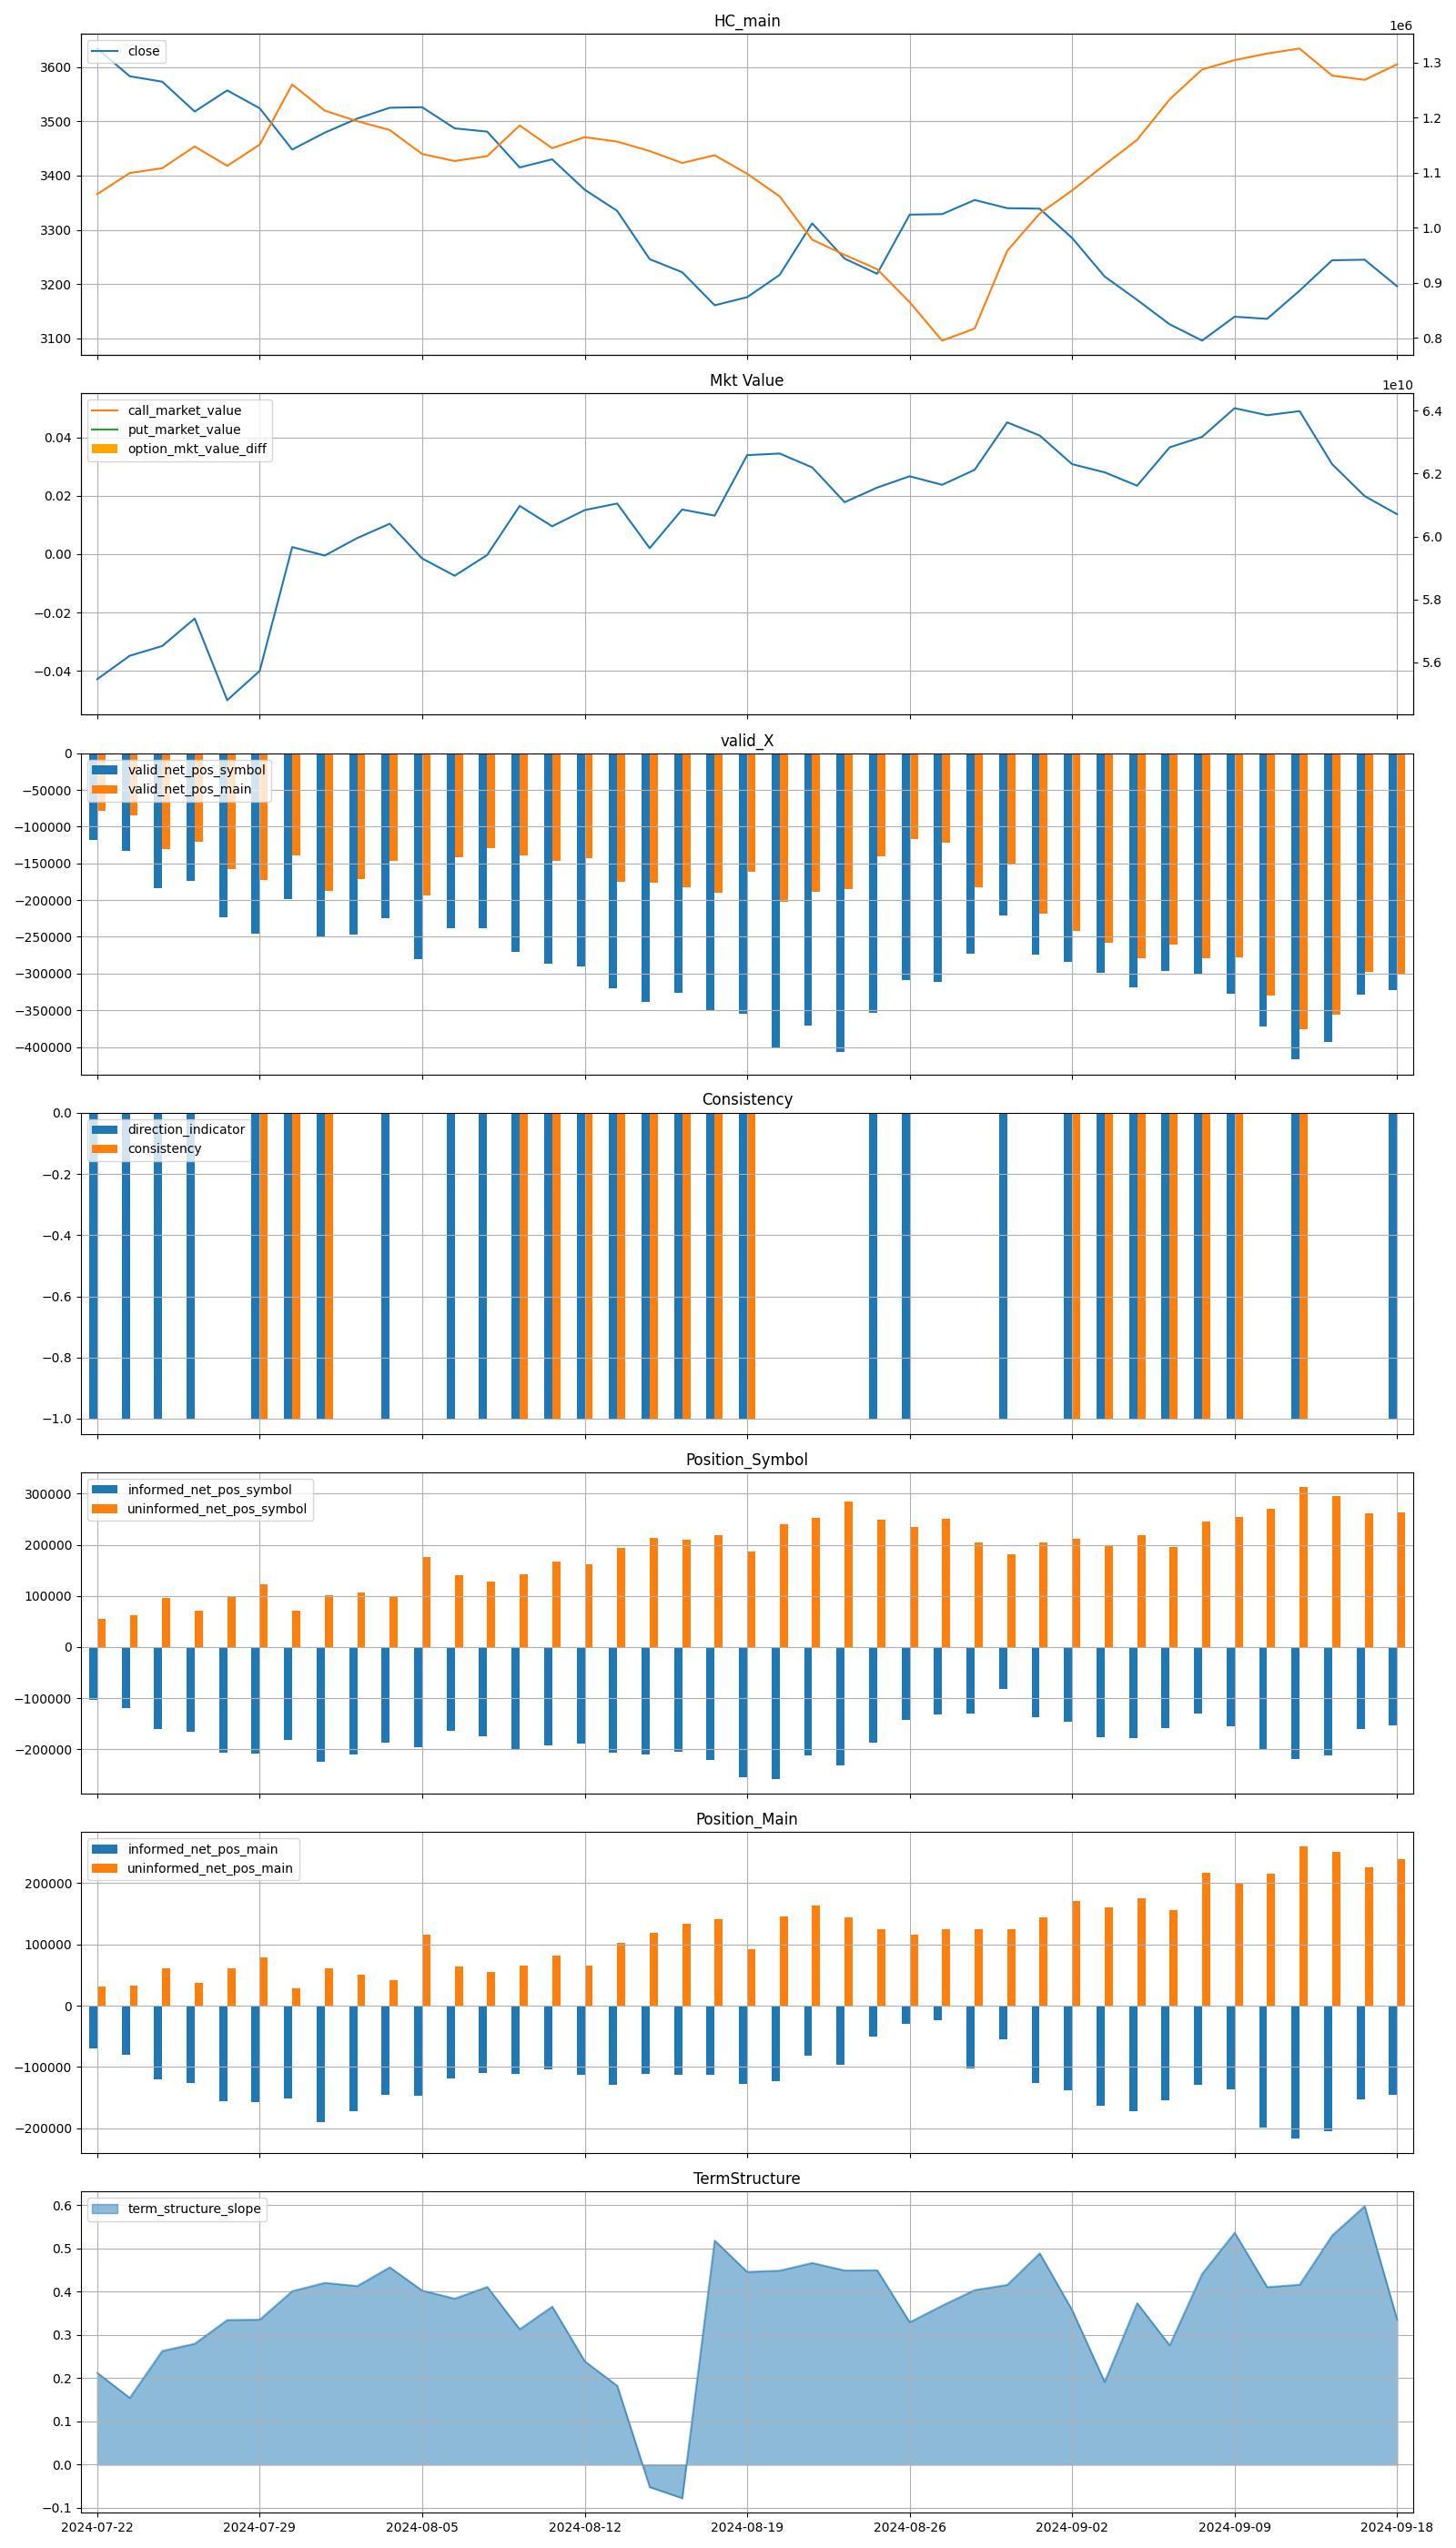 HC_main
1e6
close
3600
3500
3400
3300
3200
3100
1.3
1.2
1.1
1.0
0.9
0.8
Mkt Value
1e10
call_market_value
put_market_value
option_mkt_value_diff
0.04
0.02
0.00
−0.02
−0.04
6.4
6.2
6.0
5.8
5.6
valid_X
valid_net_pos_symbol
valid_net_pos_main
0
−50000
−100000
−150000
−200000
−250000
−300000
−350000
−400000
Consistency
direction_indicator
consistency
0.0
−0.2
−0.4
−0.6
−0.8
−1.0
Position_Symbol
informed_net_pos_symbol
uninformed_net_pos_symbol
300000
200000
100000
0
−100000
−200000
Position_Main
informed_net_pos_main
uninformed_net_pos_main
200000
100000
0
−100000
−200000
TermStructure
term_structure_slope
0.6
0.5
0.4
0.3
0.2
0.1
0.0
−0.1
2024-07-22
2024-07-29
2024-08-05
2024-08-12
2024-08-19
2024-08-26
2024-09-02
2024-09-09
2024-09-18